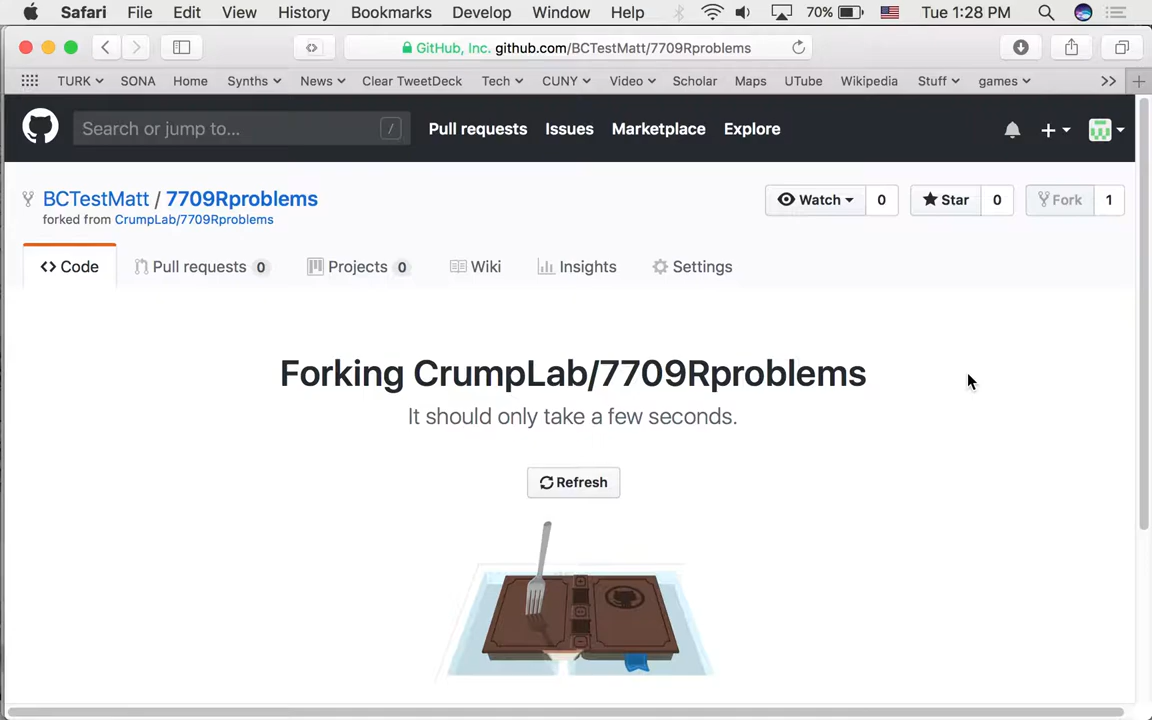 Safari File Edit View History Bookmarks Develop Window Help 70% Tue 1:28 PM
GitHub, Inc. github.com/BCTestMatt/7709Rproblems
TURK SONA Home Synths News Clear TweetDeck Tech CUNY Video Scholar Maps UTube Wikipedia Stuff games
Search or jump to... / Pull requests Issues Marketplace Explore
BCTestMatt / 7709Rproblems Watch 0 Star 0 Fork 1
forked from CrumpLab/7709Rproblems
Code Pull requests 0 Projects 0 Wiki Insights Settings
Forking CrumpLab/7709Rproblems
It should only take a few seconds.
Refresh